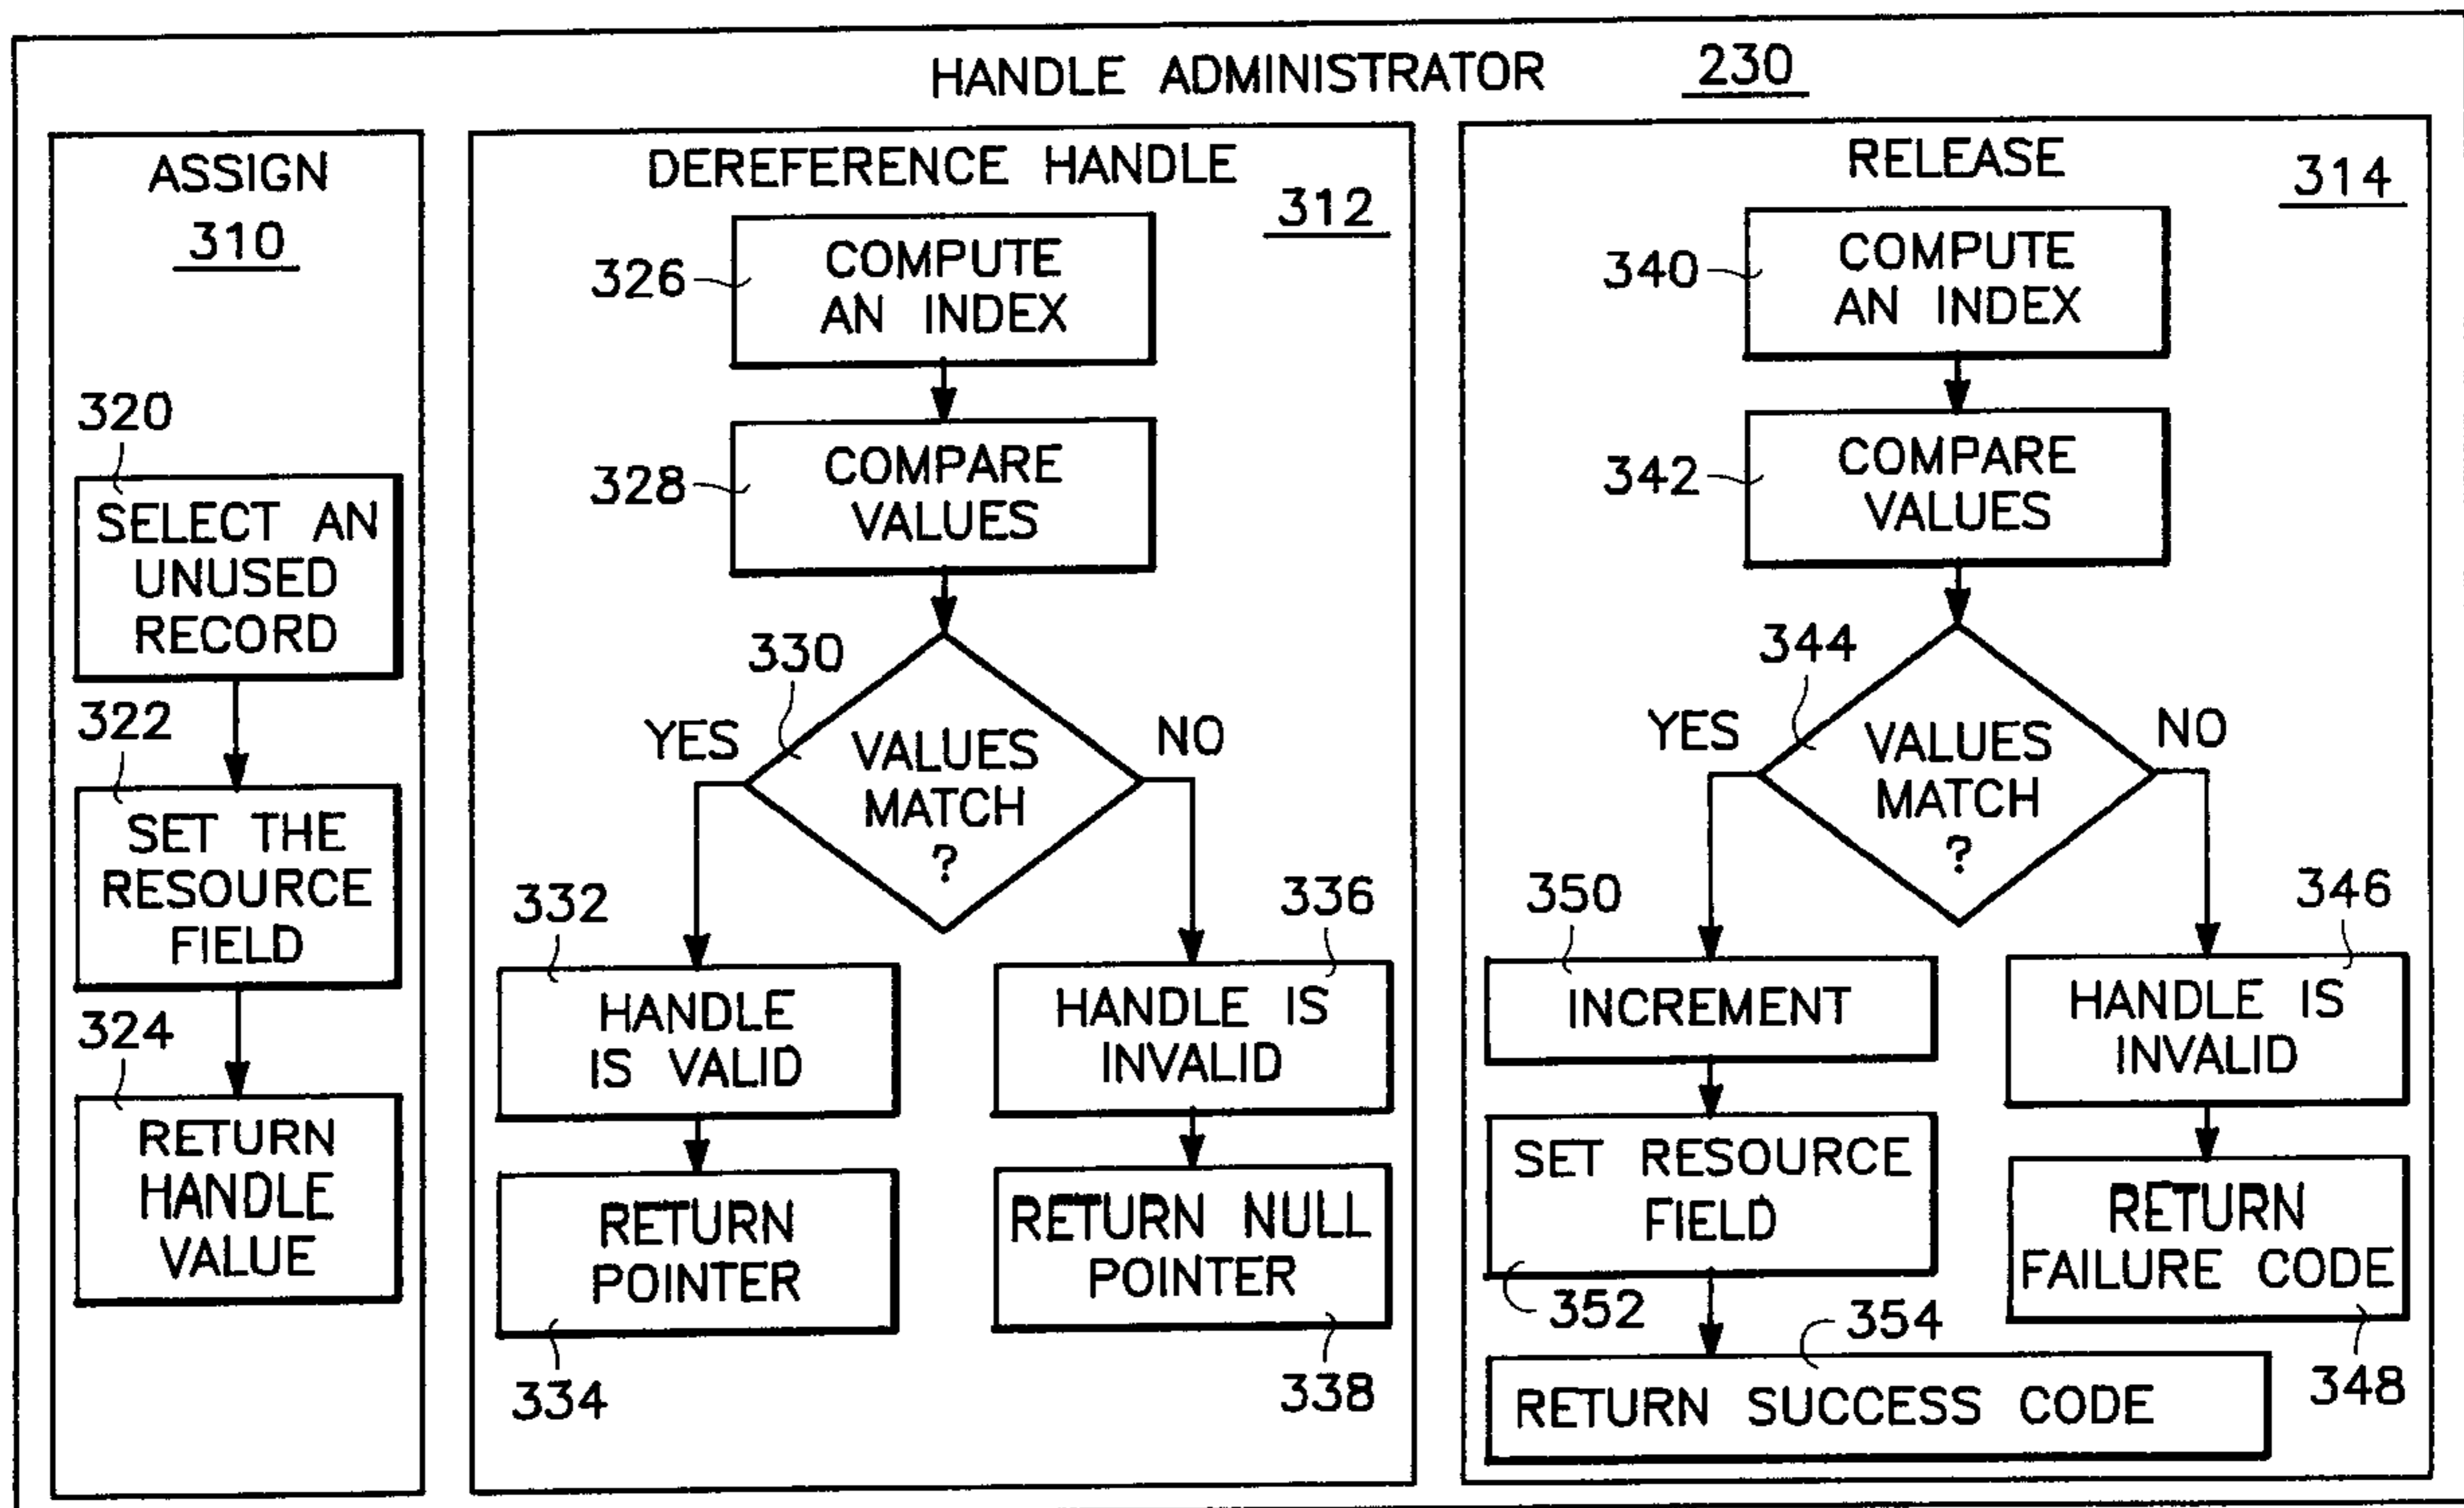 HANDLE ADMINISTRATOR 230
ASSIGN
310
320
SELECT AN
UNUSED
RECORD
322
SET THE
RESOURCE
FIELD
324
RETURN
HANDLE
VALUE
DEREFERENCE HANDLE
312
326
COMPUTE
AN INDEX
328
COMPARE
VALUES
330
YES
VALUES
MATCH
?
NO
332
HANDLE
IS VALID
RETURN
POINTER
334
336
HANDLE IS
INVALID
RETURN NULL
POINTER
338
RELEASE
314
340
COMPUTE
AN INDEX
342
COMPARE
VALUES
344
YES
VALUES
MATCH
?
NO
350
INCREMENT
SET RESOURCE
FIELD
352
354
RETURN SUCCESS CODE
346
HANDLE IS
INVALID
RETURN
FAILURE CODE
348